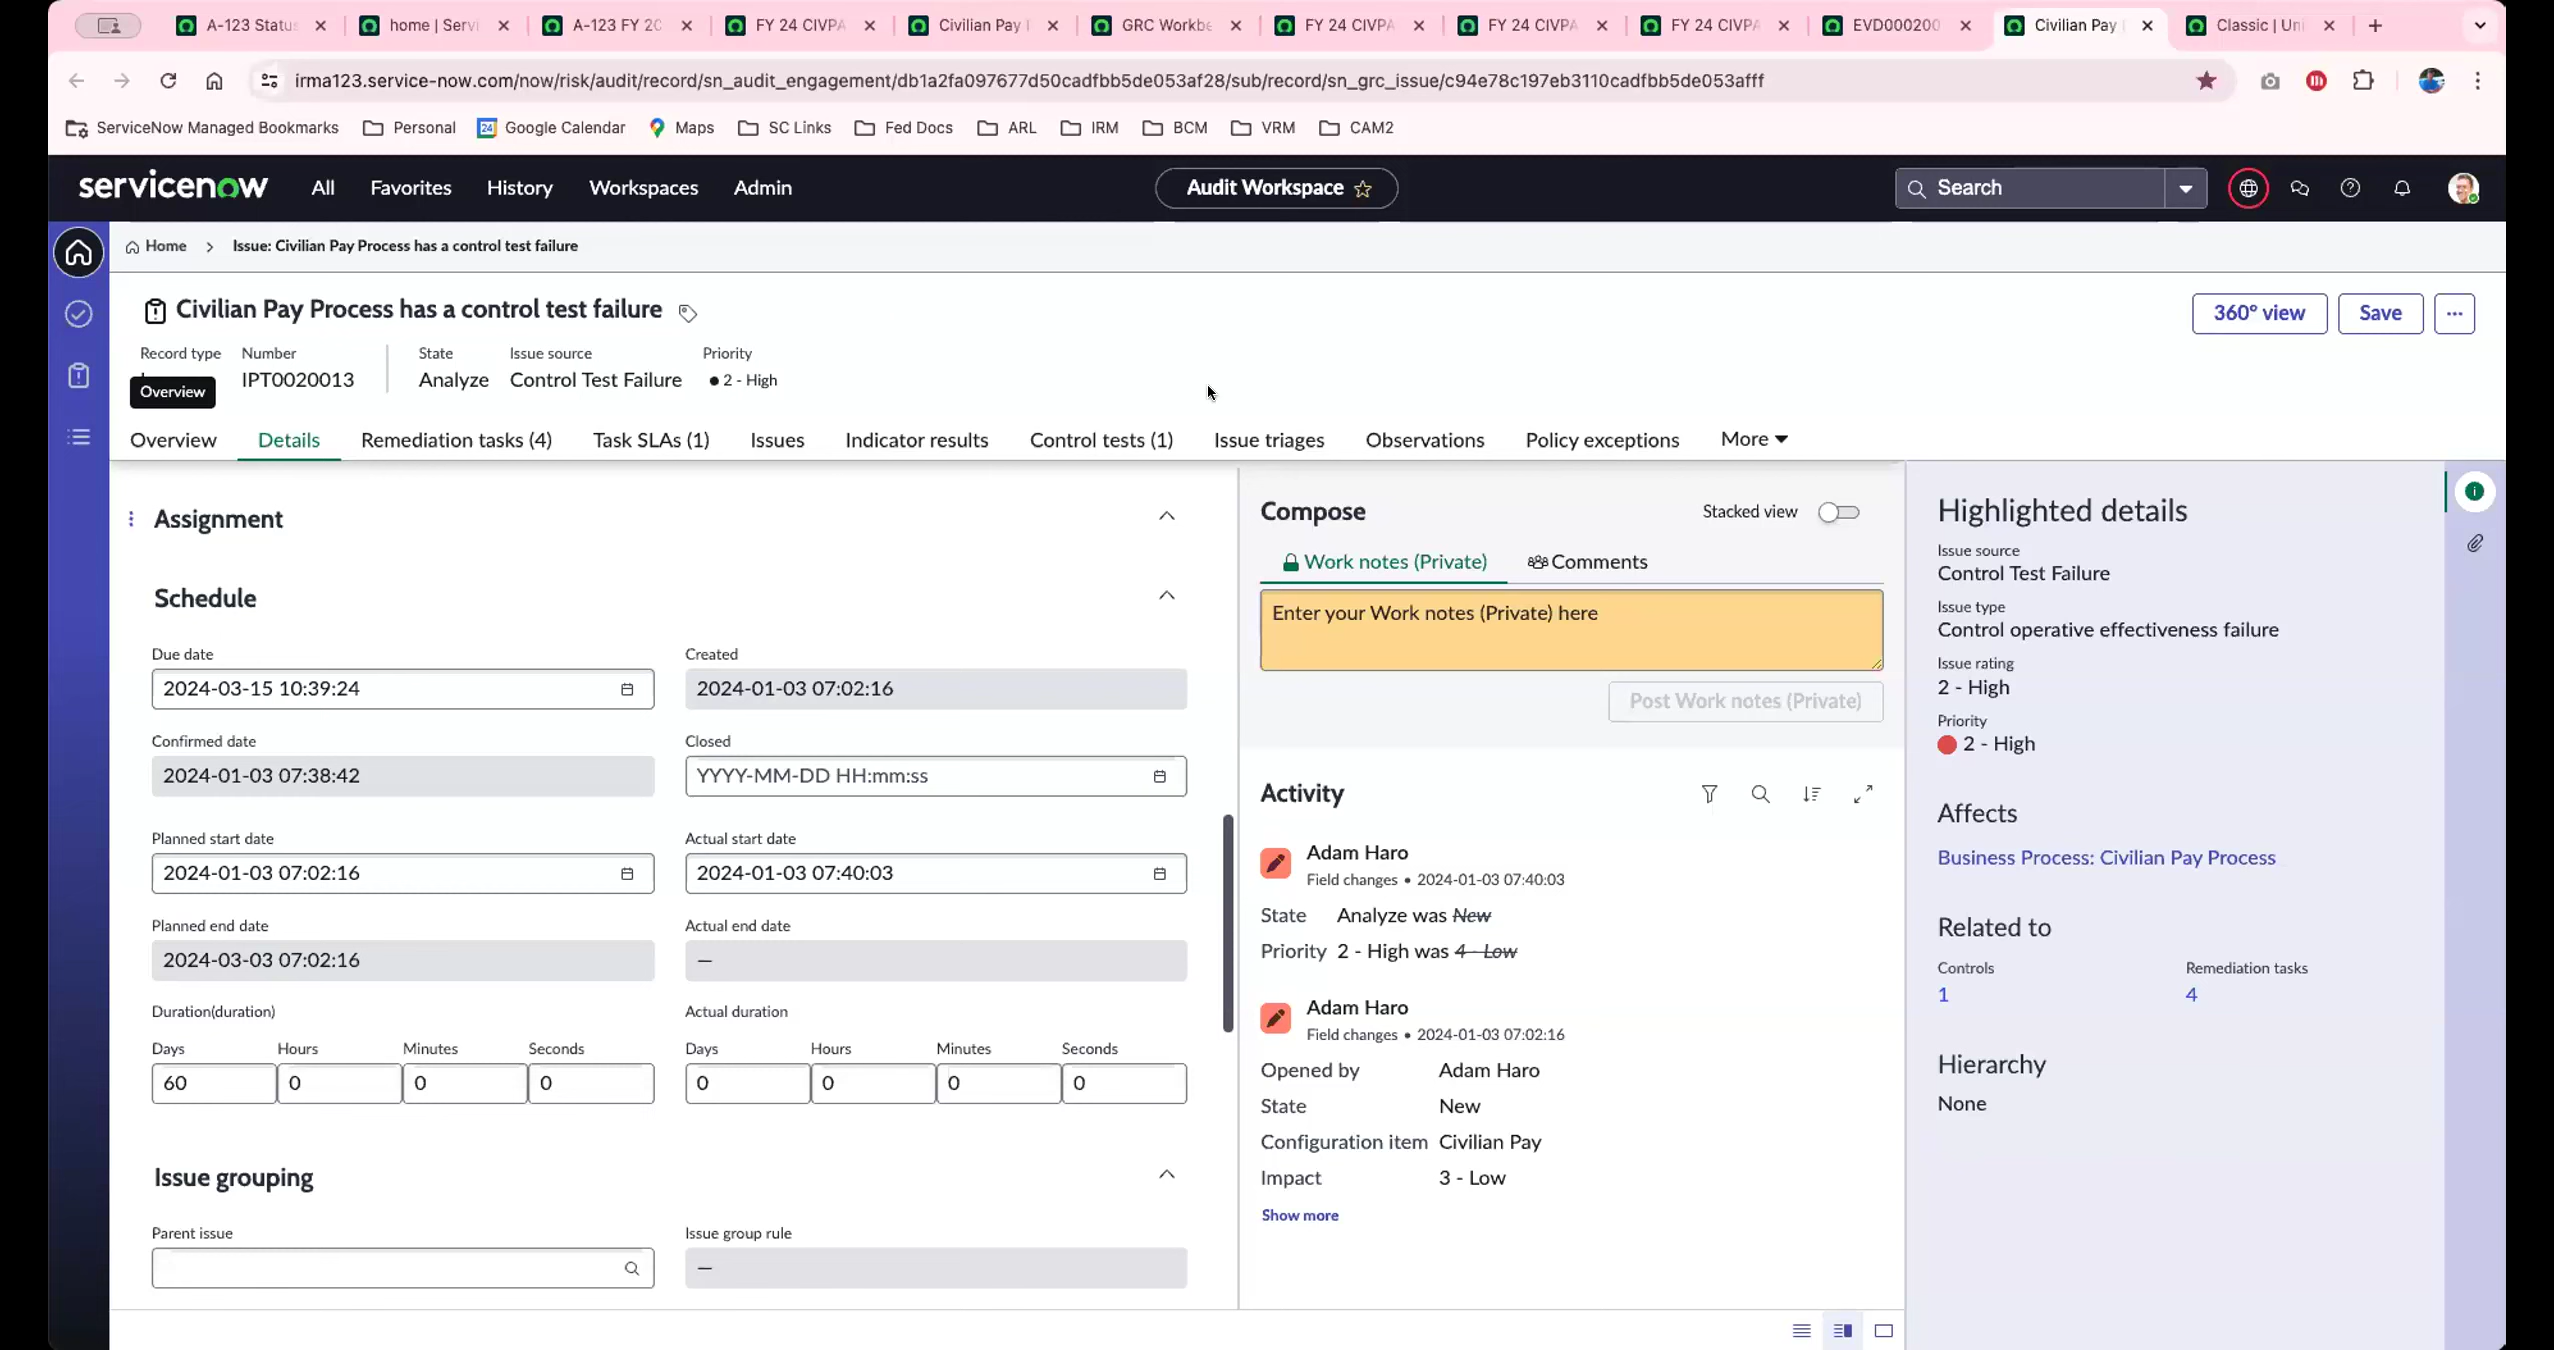 A-123 Status
home | Servi
A-123 FY 20
FY 24 CIVPA
Civilian Pay I
GRC Workbe
FY 24 CIVPA
FY 24 CIVPA
FY 24 CIVPA
EVD000200
Civilian Pay
Classic | Uni
irma123.service-now.com/now/risk/audit/record/sn_audit_engagement/db1a2fa097677d50cadfbb5de053af28/sub/record/sn_grc_issue/c94e78c197eb3110cadfbb5de053afff
ServiceNow Managed Bookmarks
Personal
24 Google Calendar
Maps
SC Links
Fed Docs
ARL
IRM
BCM
VRM
CAM2
servicenow
All
Favorites
History
Workspaces
Admin
Audit Workspace
Search
Home > Issue: Civilian Pay Process has a control test failure
Civilian Pay Process has a control test failure
360° view
Save
Record type
Number
State
Issue source
Priority
IPT0020013
Analyze
Control Test Failure
2 - High
Overview
Overview
Details
Remediation tasks (4)
Task SLAs (1)
Issues
Indicator results
Control tests (1)
Issue triages
Observations
Policy exceptions
More
Assignment
Schedule
Due date
2024-03-15 10:39:24
Created
2024-01-03 07:02:16
Confirmed date
2024-01-03 07:38:42
Closed
YYYY-MM-DD HH:mm:ss
Planned start date
2024-01-03 07:02:16
Actual start date
2024-01-03 07:40:03
Planned end date
2024-03-03 07:02:16
Actual end date
—
Duration(duration)
Days Hours Minutes Seconds
60 0 0 0
Actual duration
Days Hours Minutes Seconds
0 0 0 0
Issue grouping
Parent issue
Issue group rule
—
Compose
Stacked view
Work notes (Private)
Comments
Enter your Work notes (Private) here
Post Work notes (Private)
Activity
Adam Haro
Field changes • 2024-01-03 07:40:03
State Analyze was New
Priority 2 - High was 4 - Low
Adam Haro
Field changes • 2024-01-03 07:02:16
Opened by Adam Haro
State New
Configuration item Civilian Pay
Impact 3 - Low
Show more
Highlighted details
Issue source
Control Test Failure
Issue type
Control operative effectiveness failure
Issue rating
2 - High
Priority
2 - High
Affects
Business Process: Civilian Pay Process
Related to
Controls
1
Remediation tasks
4
Hierarchy
None